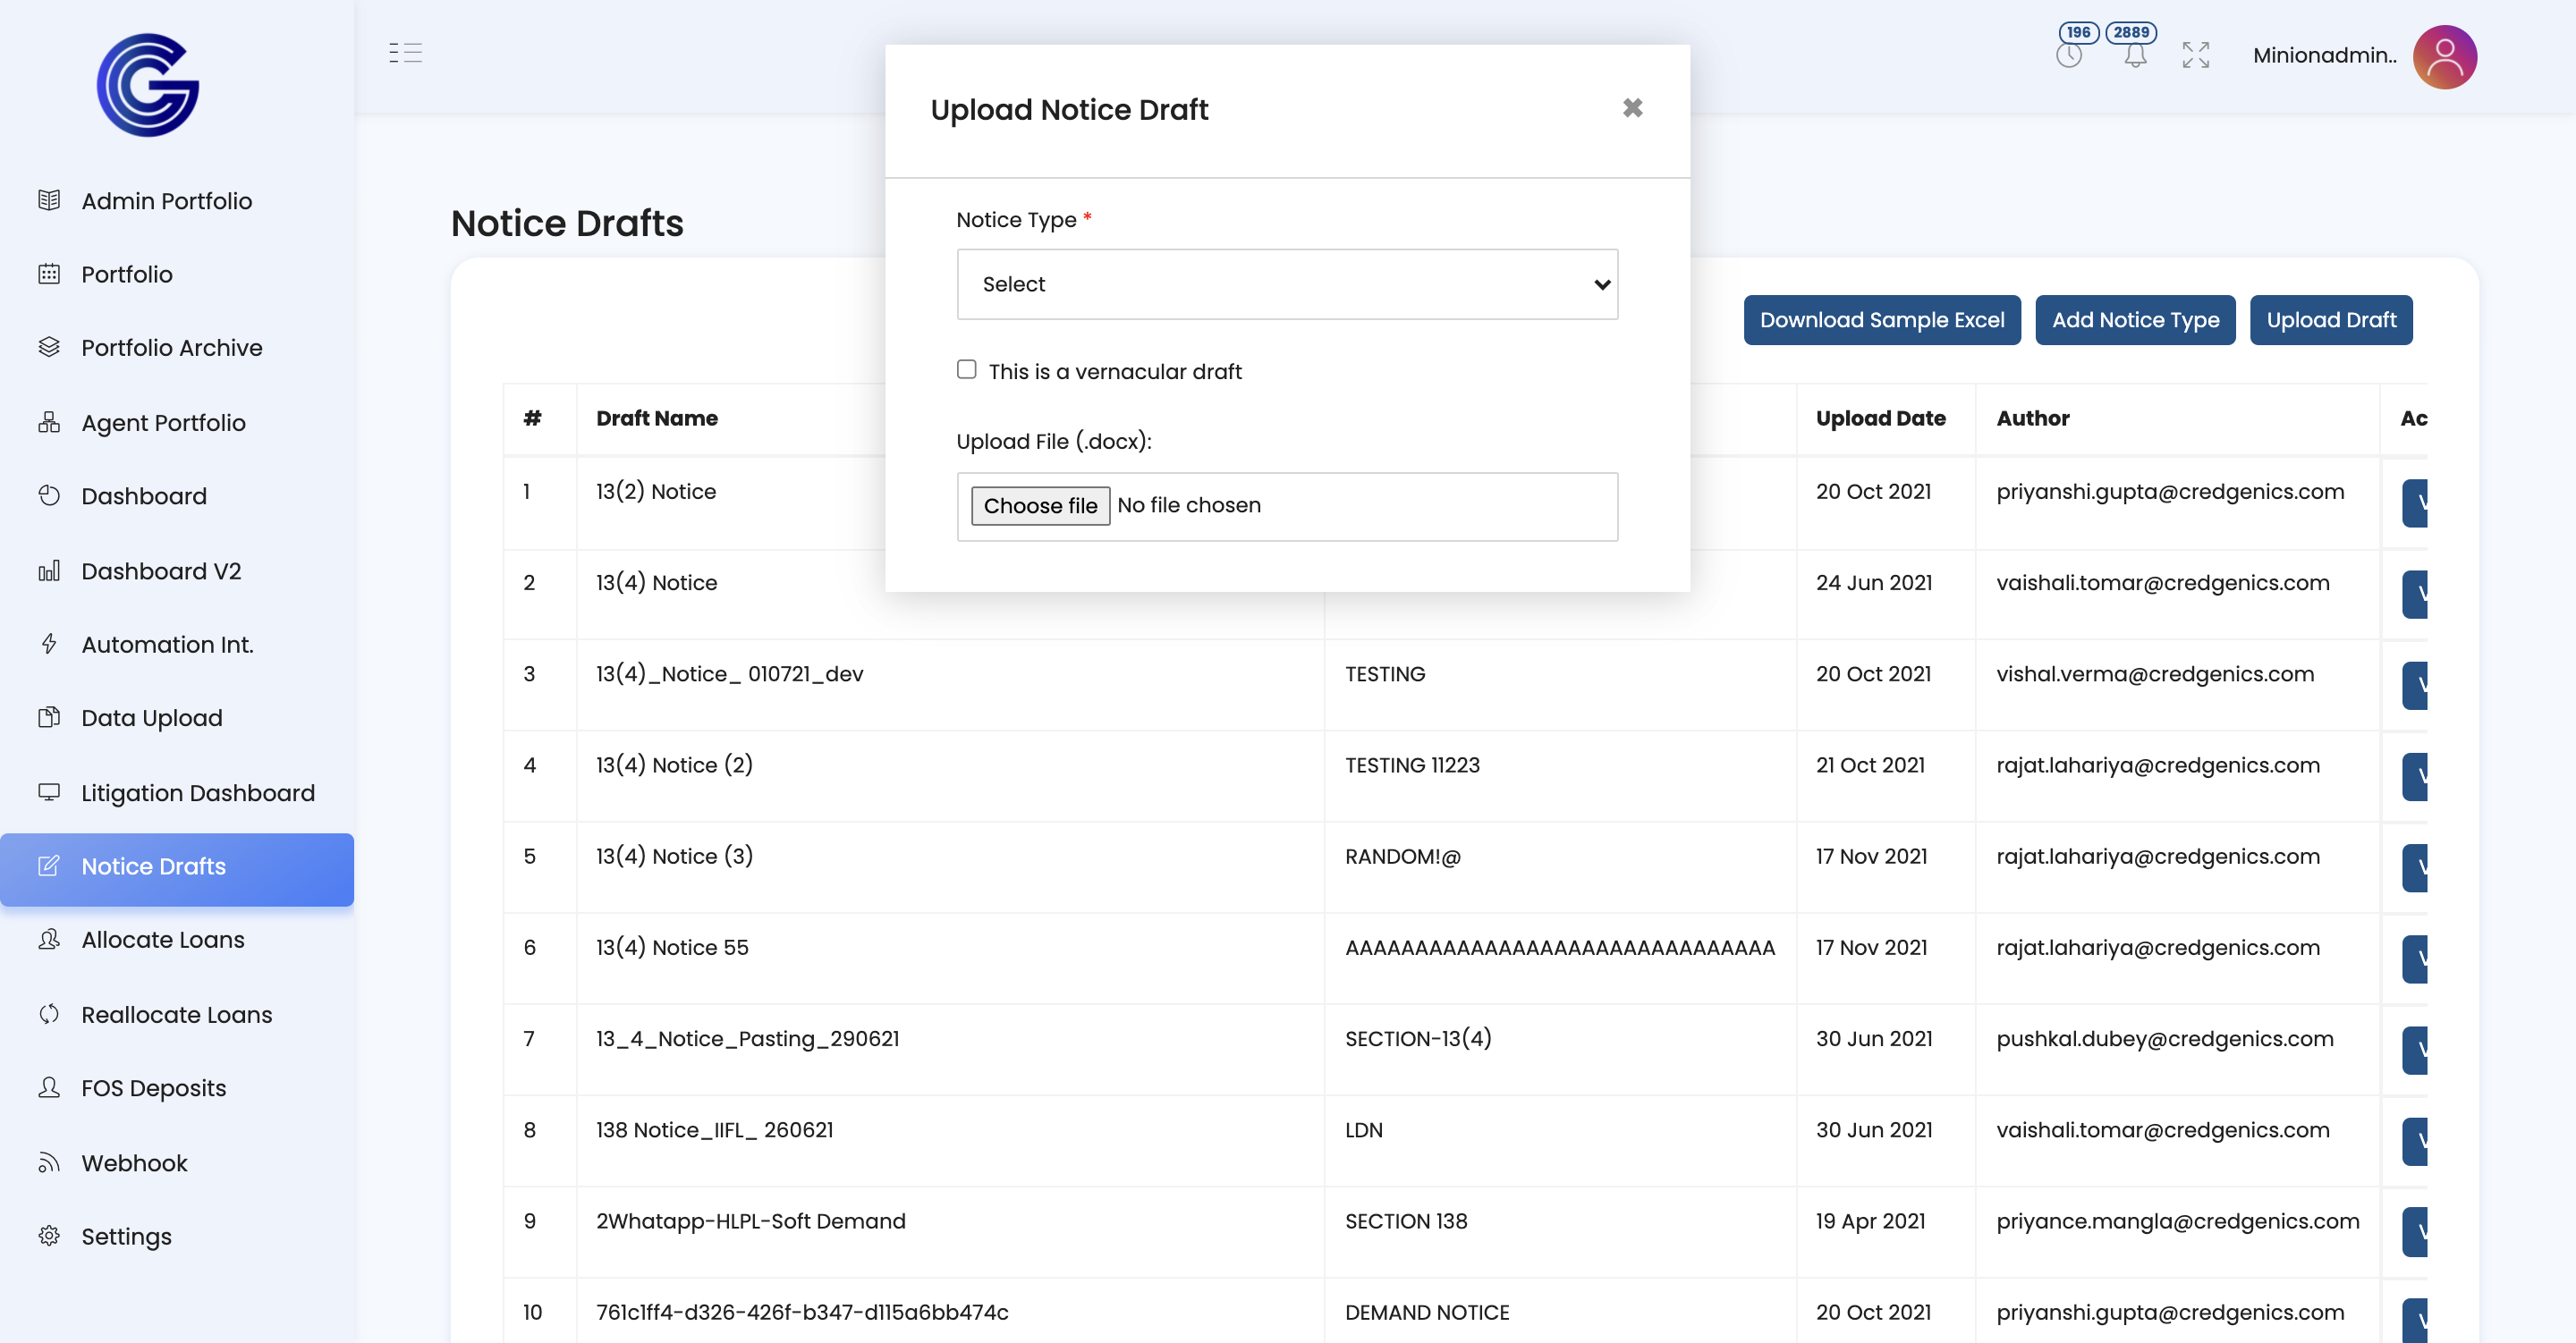 196 2889
Minionadmin..
Admin Portfolio
Portfolio
Portfolio Archive
Agent Portfolio
Dashboard
Dashboard V2
Automation Int.
Data Upload
Litigation Dashboard
Notice Drafts
Allocate Loans
Reallocate Loans
FOS Deposits
Webhook
Settings
Upload Notice Draft
Notice Type *
Select
This is a vernacular draft
Upload File (.docx):
Choose file No file chosen
Notice Drafts
Download Sample Excel Add Notice Type Upload Draft
# Draft Name Upload Date Author Ac
1 13(2) Notice 20 Oct 2021 priyanshi.gupta@credgenics.com
2 13(4) Notice 24 Jun 2021 vaishali.tomar@credgenics.com
3 13(4)_Notice_ 010721_dev TESTING 20 Oct 2021 vishal.verma@credgenics.com
4 13(4) Notice (2) TESTING 11223 21 Oct 2021 rajat.lahariya@credgenics.com
5 13(4) Notice (3) RANDOM!@ 17 Nov 2021 rajat.lahariya@credgenics.com
6 13(4) Notice 55 AAAAAAAAAAAAAAAAAAAAAAAAAAAAAAA 17 Nov 2021 rajat.lahariya@credgenics.com
7 13_4_Notice_Pasting_290621 SECTION-13(4) 30 Jun 2021 pushkal.dubey@credgenics.com
8 138 Notice_IIFL_ 260621 LDN 30 Jun 2021 vaishali.tomar@credgenics.com
9 2Whatapp-HLPL-Soft Demand SECTION 138 19 Apr 2021 priyance.mangla@credgenics.com
10 761c1ff4-d326-426f-b347-d115a6bb474c DEMAND NOTICE 20 Oct 2021 priyanshi.gupta@credgenics.com